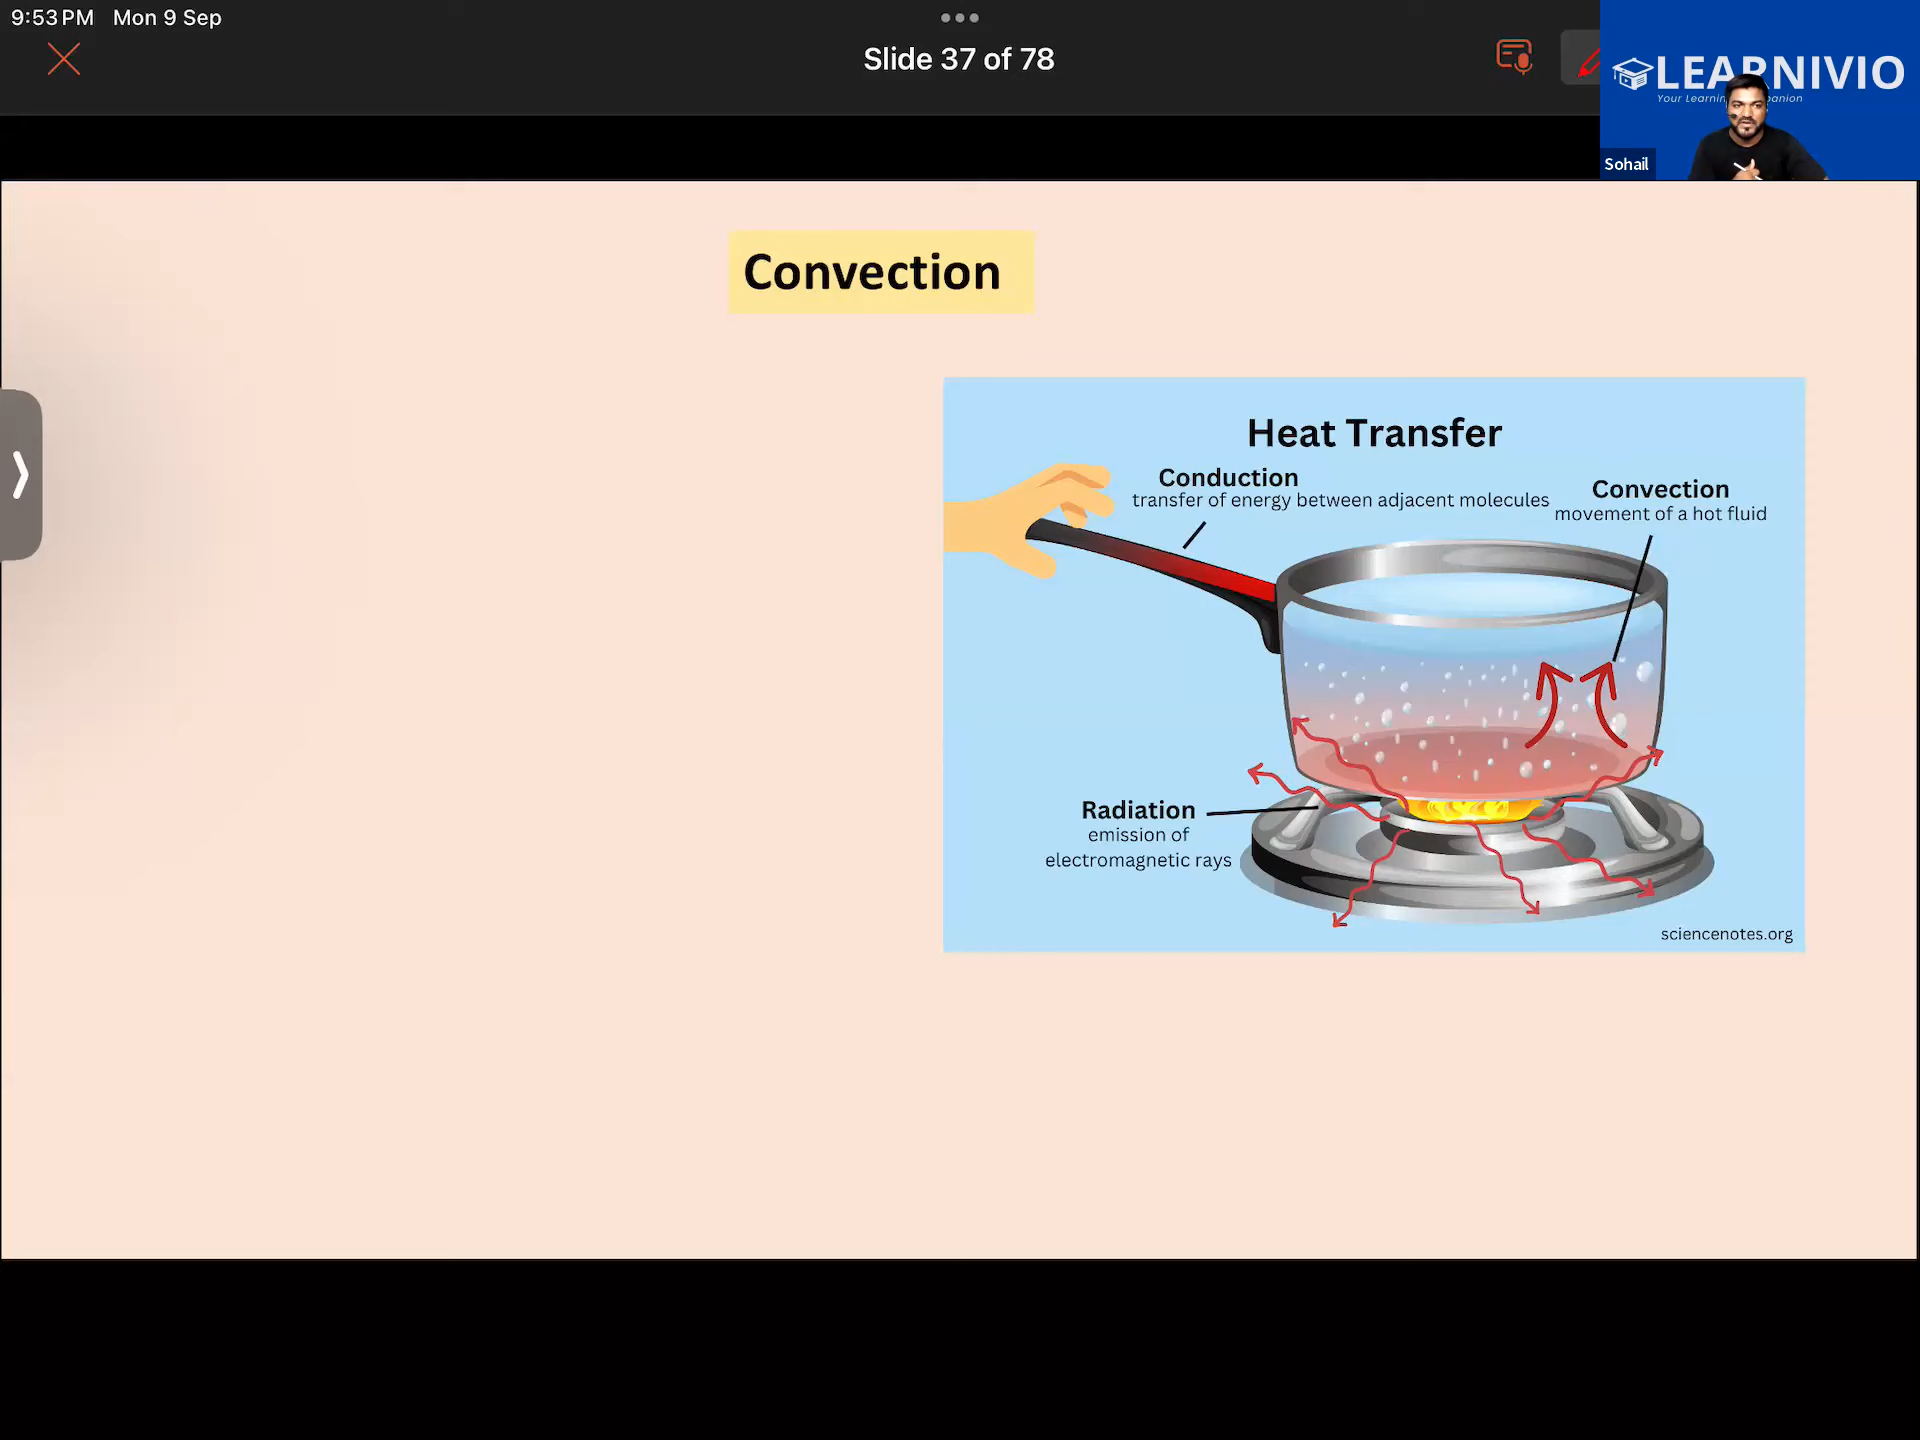 9:53 PM Mon 9 Sep
Slide 37 of 78
LEARNIVIO
Your Learning
Sohail
Convection
Heat Transfer
Conduction
transfer of energy between adjacent molecules
Convection
movement of a hot fluid
Radiation
emission of
electromagnetic rays
sciencenotes.org